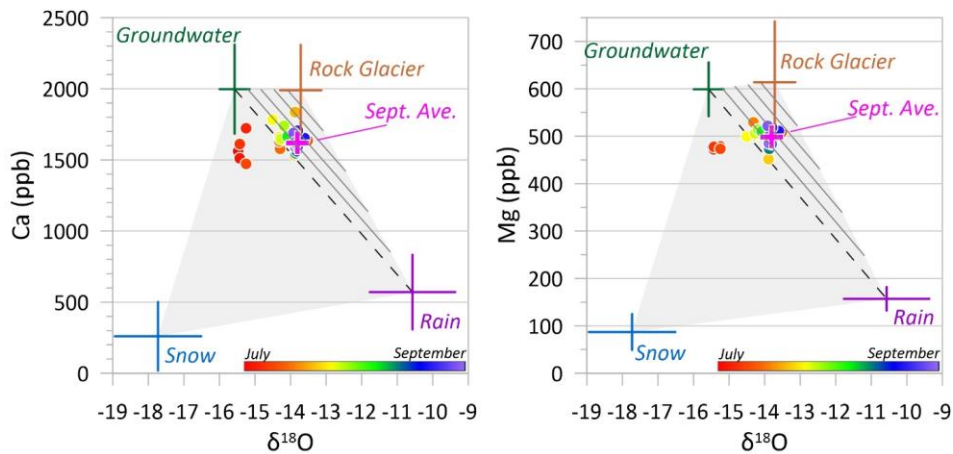 2500
2000
1500
1000
500
0
Ca (ppb)
Groundwater
Rock Glacier
Sept. Ave.
Rain
Snow
July
September
-19 -18 -17 -16 -15 -14 -13 -12 -11 -10 -9
δ¹⁸O
700
600
500
400
300
200
100
0
Mg (ppb)
Groundwater
Rock Glacier
Sept. Ave.
Rain
Snow
July
September
-19 -18 -17 -16 -15 -14 -13 -12 -11 -10 -9
δ¹⁸O